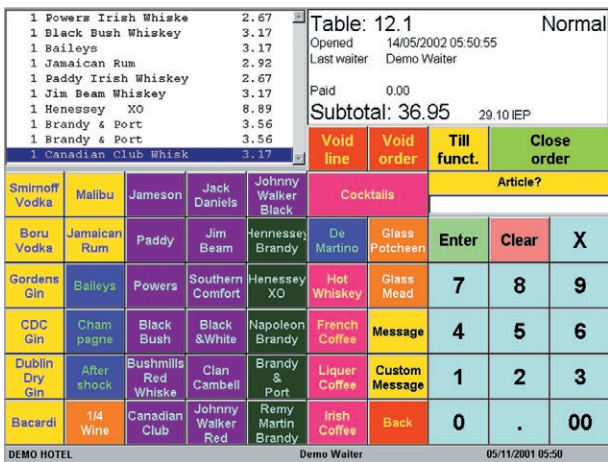 1 Powers Irish Whiske 2.67
1 Black Bush Whiskey 3.17
1 Baileys 3.17
1 Jamaican Rum 2.92
1 Paddy Irish Whiskey 2.67
1 Jim Beam Whiskey 3.17
1 Henessey XO 8.89
1 Brandy & Port 3.56
1 Brandy & Port 3.56
1 Canadian Club Whisk 3.17
Table: 12.1 Normal
Opened 14/05/2002 05:50:55
Last waiter Demo Waiter
Paid 0.00
Subtotal: 36.95 29.10 IEP
Void line
Void order
Till funct.
Close order
Smirnoff Vodka
Malibu
Jameson
Jack Daniels
Johnny Walker Black
Cocktails
Article?
Boru Vodka
Jamaican Rum
Paddy
Jim Beam
Hennessey Brandy
De Martino
Glass Potcheen
Enter
Clear
X
Gordens Gin
Baileys
Powers
Southern Comfort
Henessey XO
Hot Whiskey
Glass Mead
7
8
9
CDC Gin
Cham pagne
Black Bush
Black &White
Napoleon Brandy
French Coffee
Message
4
5
6
Dublin Dry Gin
After shock
Bushmills Red Whiske
Clan Cambell
Brandy & Port
Liquer Coffee
Custom Message
1
2
3
Bacardi
1/4 Wine
Canadian Club
Johnny Walker Red
Remy Martin Brandy
Irish Coffee
Back
0
.
00
DEMO HOTEL Demo Waiter 05/11/2001 05:50